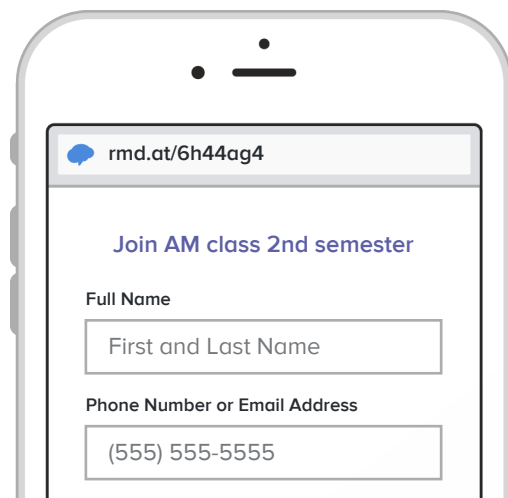 rmd.at/6h44ag4
Join AM class 2nd semester
Full Name
First and Last Name
Phone Number or Email Address
(555) 555-5555